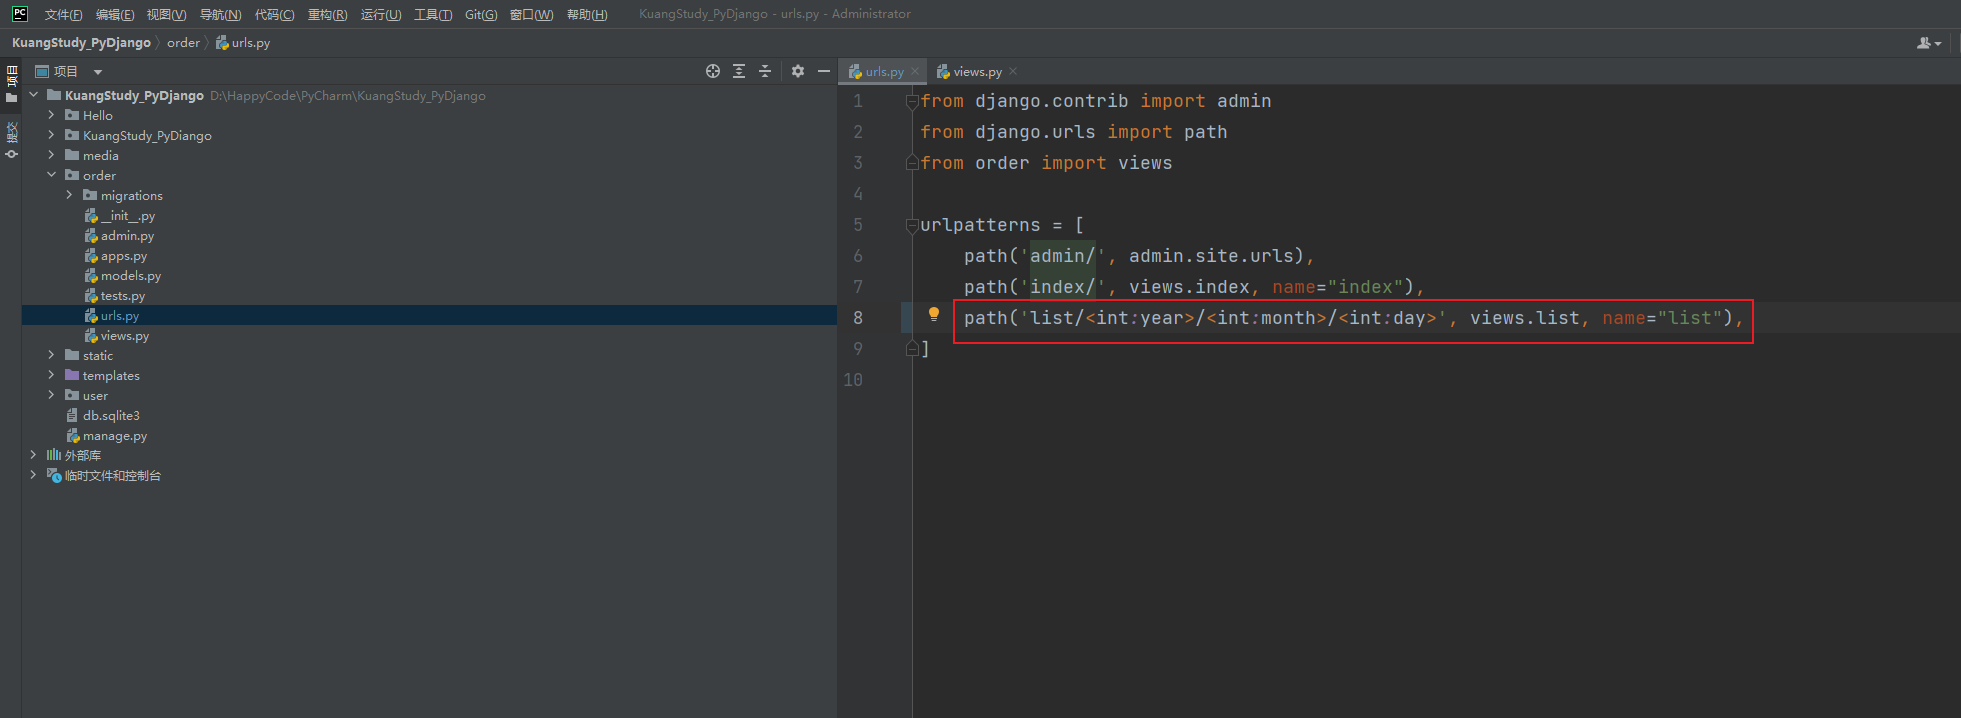 PC 文件(F) 编辑(E) 视图(V) 导航(N) 代码(C) 重构(R) 运行(U) 工具(T) Git(G) 窗口(W) 帮助(H) KuangStudy_PyDjango - urls.py - Administrator
KuangStudy_PyDjango order urls.py
项目
提交
项目
KuangStudy_PyDjango D:\HappyCode\PyCharm\KuangStudy_PyDjango
Hello
KuangStudy_PyDiango
media
order
migrations
__init__.py
admin.py
apps.py
models.py
tests.py
urls.py
views.py
static
templates
user
db.sqlite3
manage.py
外部库
临时文件和控制台
urls.py views.py
1 from django.contrib import admin
2 from django.urls import path
3 from order import views
4
5 urlpatterns = [
6 path('admin/', admin.site.urls),
7 path('index/', views.index, name="index"),
8 path('list/<int:year>/<int:month>/<int:day>', views.list, name="list"),
9 ]
10